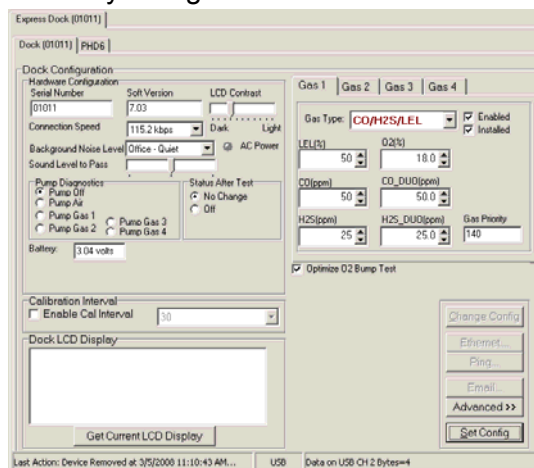 Express Dock (01011)
Dock (01011) PHD6
Dock Configuration
Hardware Configuration
Serial Number Soft Version LCD Contrast
01011 7.03
Connection Speed 115.2 kbps Dark Light
Background Noise Level Office - Quiet AC Power
Sound Level to Pass
Pump Diagnostics
Pump Off
Pump Air
Pump Gas 1 Pump Gas 3
Pump Gas 2 Pump Gas 4
Status After Test
No Change
Off
Battery: 3.04 volts
Calibration Interval
Enable Cal Interval 30
Dock LCD Display
Get Current LCD Display
Gas 1 Gas 2 Gas 3 Gas 4
Gas Type: CO/H2S/LEL Enabled
Installed
LEL(%) O2(%)
50 18.0
CO(ppm) CO_DUO(ppm)
50 50.0
H2S(ppm) H2S_DUO(ppm) Gas Priority
25 25.0 140
Optimize O2 Bump Test
Change Config
Ethernet...
Ping...
Email...
Advanced >>
Set Config
Last Action: Device Removed at 3/5/2008 11:10:43 AM... USB Data on USB CH 2 Bytes=4